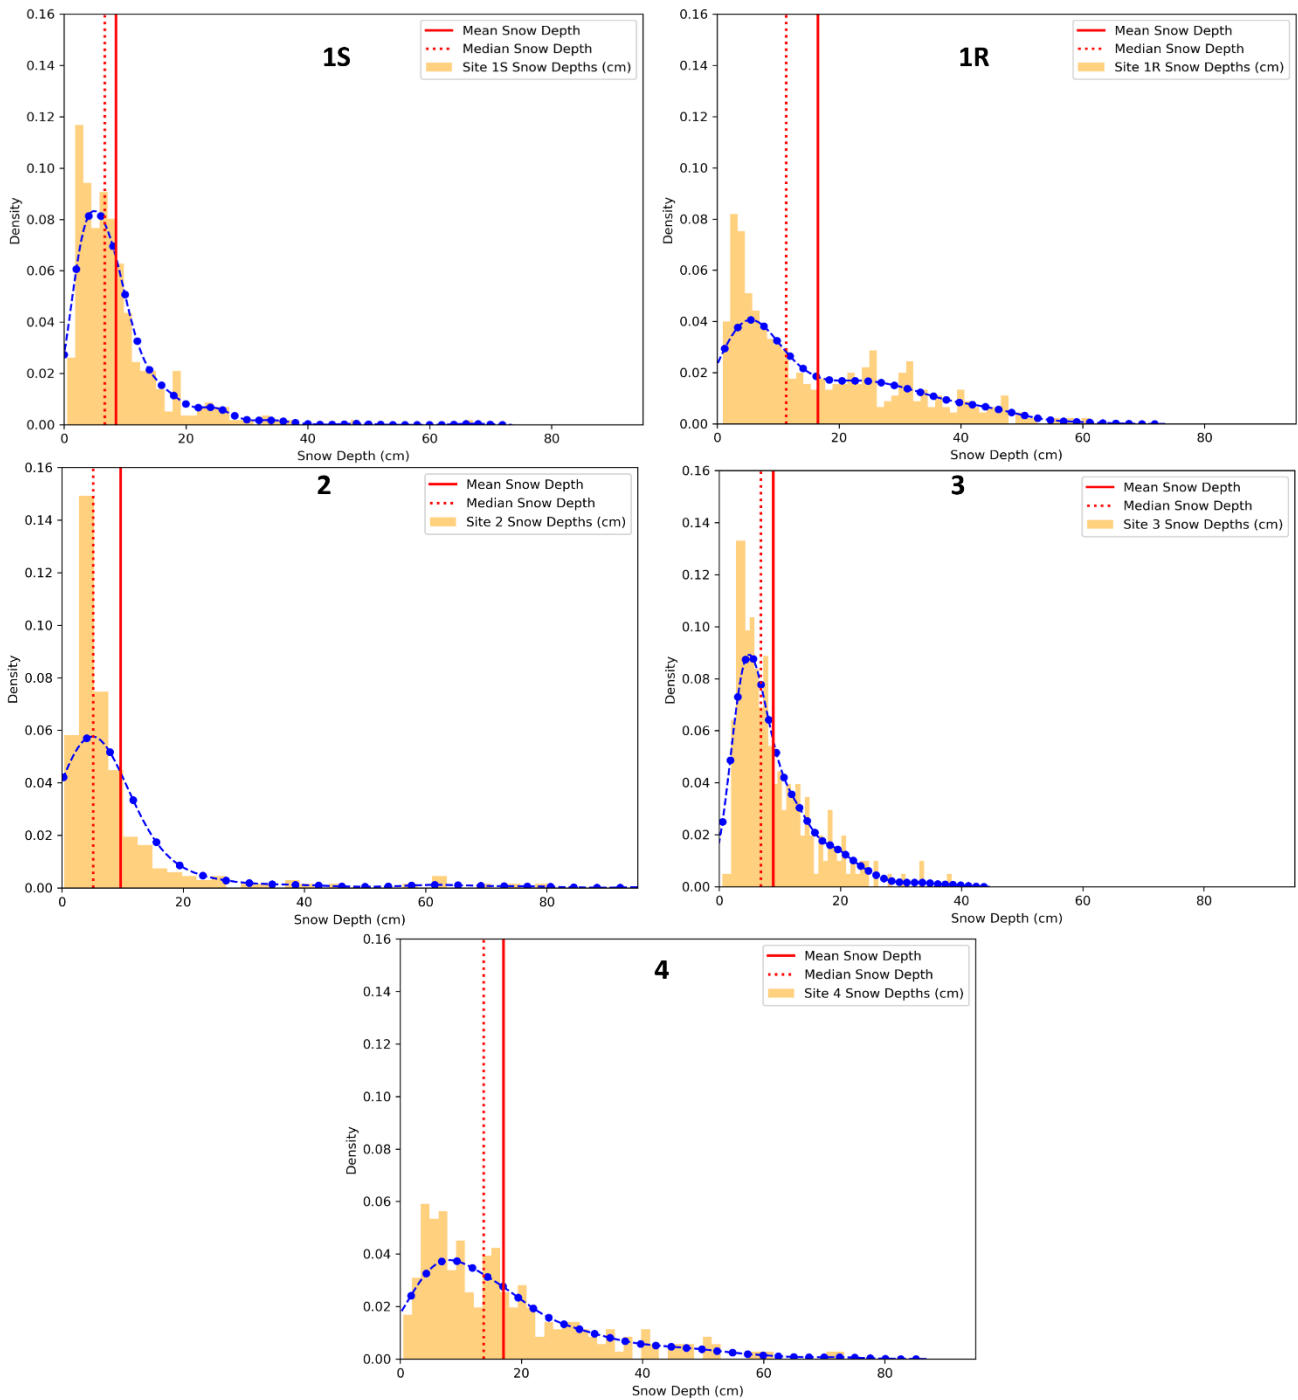 1S
Mean Snow Depth
Median Snow Depth
Site 1S Snow Depths (cm)
0.16
0.14
0.12
0.10
0.08
0.06
0.04
0.02
0.00
Density
0 20 40 60 80
Snow Depth (cm)
1R
Mean Snow Depth
Median Snow Depth
Site 1R Snow Depths (cm)
0.16
0.14
0.12
0.10
0.08
0.06
0.04
0.02
0.00
Density
0 20 40 60 80
Snow Depth (cm)
2
Mean Snow Depth
Median Snow Depth
Site 2 Snow Depths (cm)
0.16
0.14
0.12
0.10
0.08
0.06
0.04
0.02
0.00
Density
0 20 40 60 80
Snow Depth (cm)
3
Mean Snow Depth
Median Snow Depth
Site 3 Snow Depths (cm)
0.16
0.14
0.12
0.10
0.08
0.06
0.04
0.02
0.00
Density
0 20 40 60 80
Snow Depth (cm)
4
Mean Snow Depth
Median Snow Depth
Site 4 Snow Depths (cm)
0.16
0.14
0.12
0.10
0.08
0.06
0.04
0.02
0.00
Density
0 20 40 60 80
Snow Depth (cm)